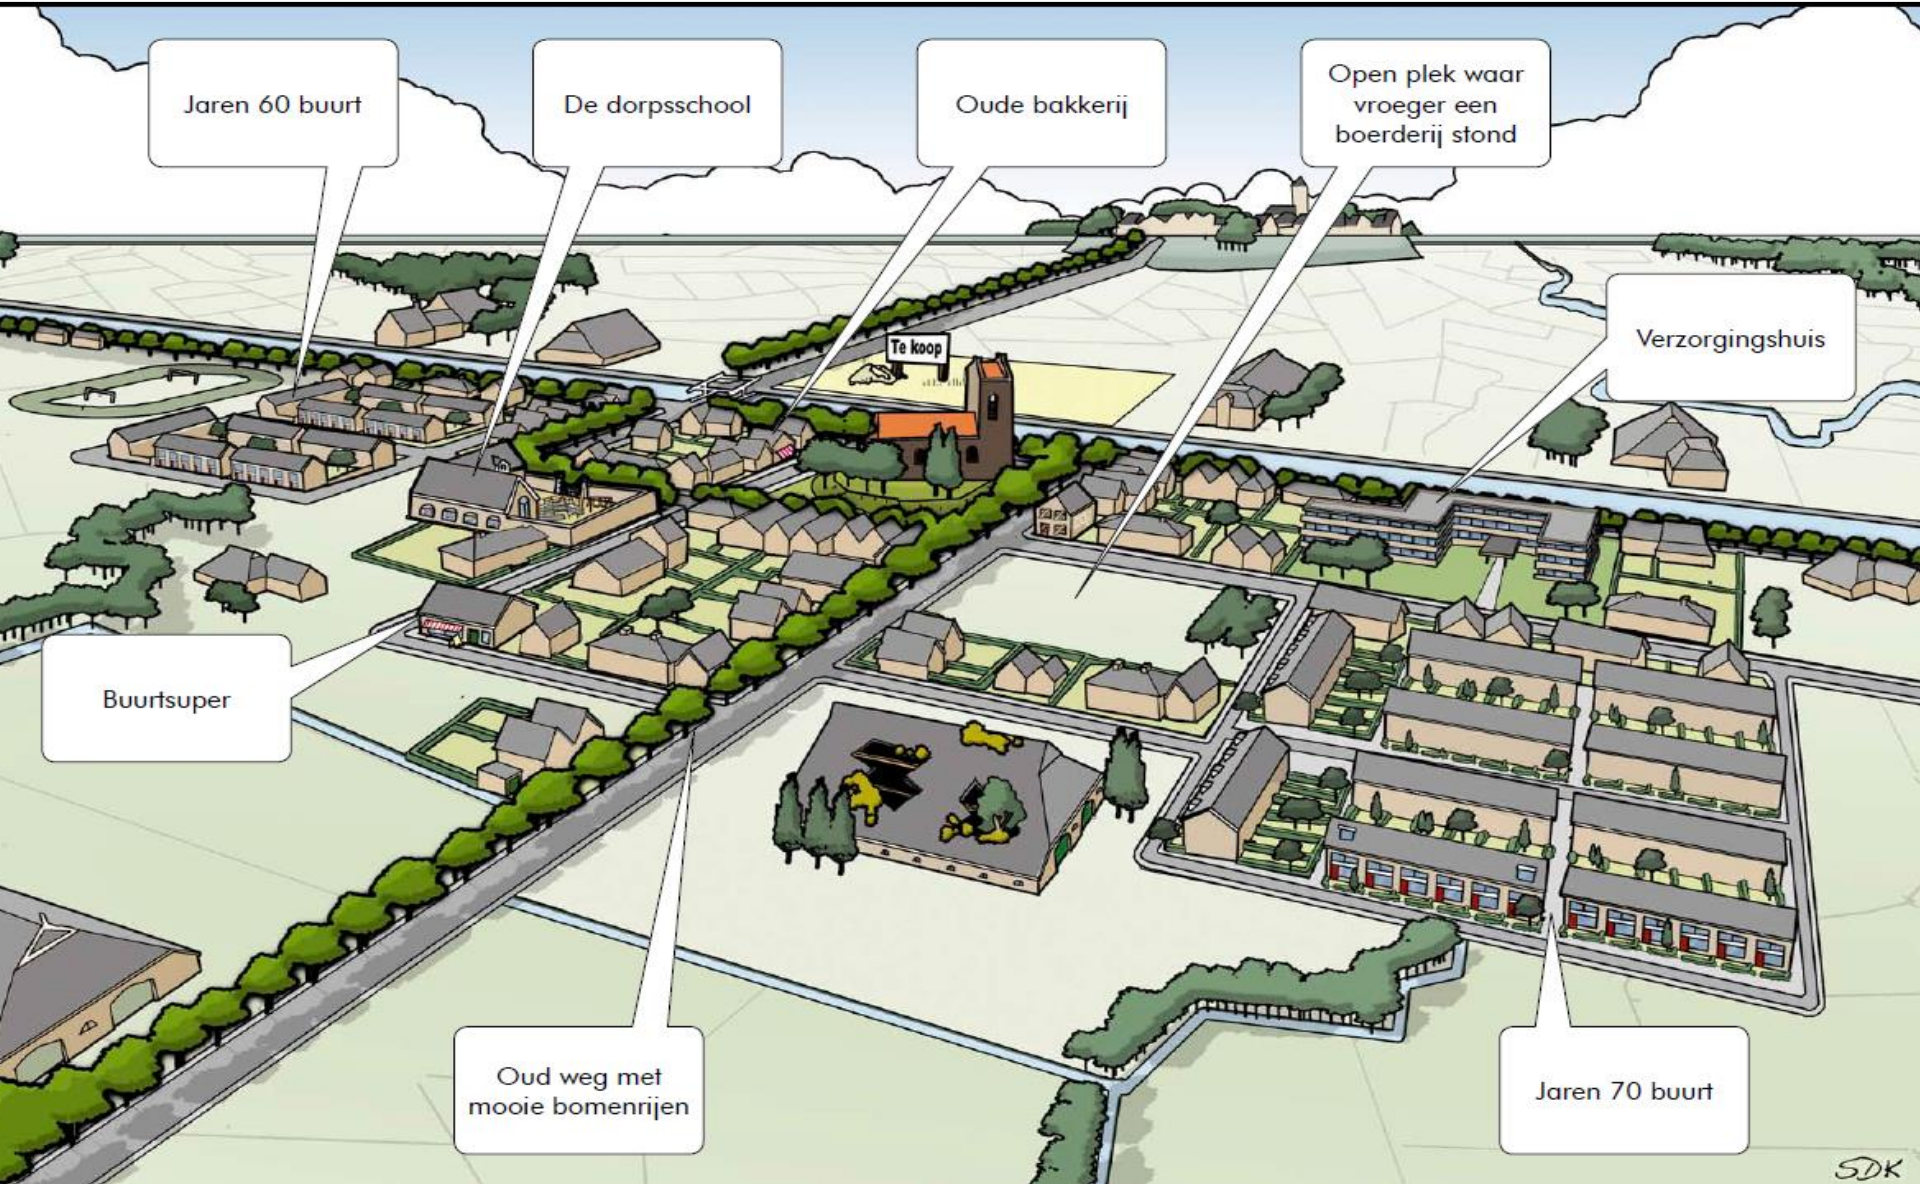 Jaren 60 buurt
De dorpsschool
Oude bakkerij
Open plek waar
vroeger een
boerderij stond
Te koop
Verzorgingshuis
Buurtsuper
Oud weg met
mooie bomenrijen
Jaren 70 buurt
SDK